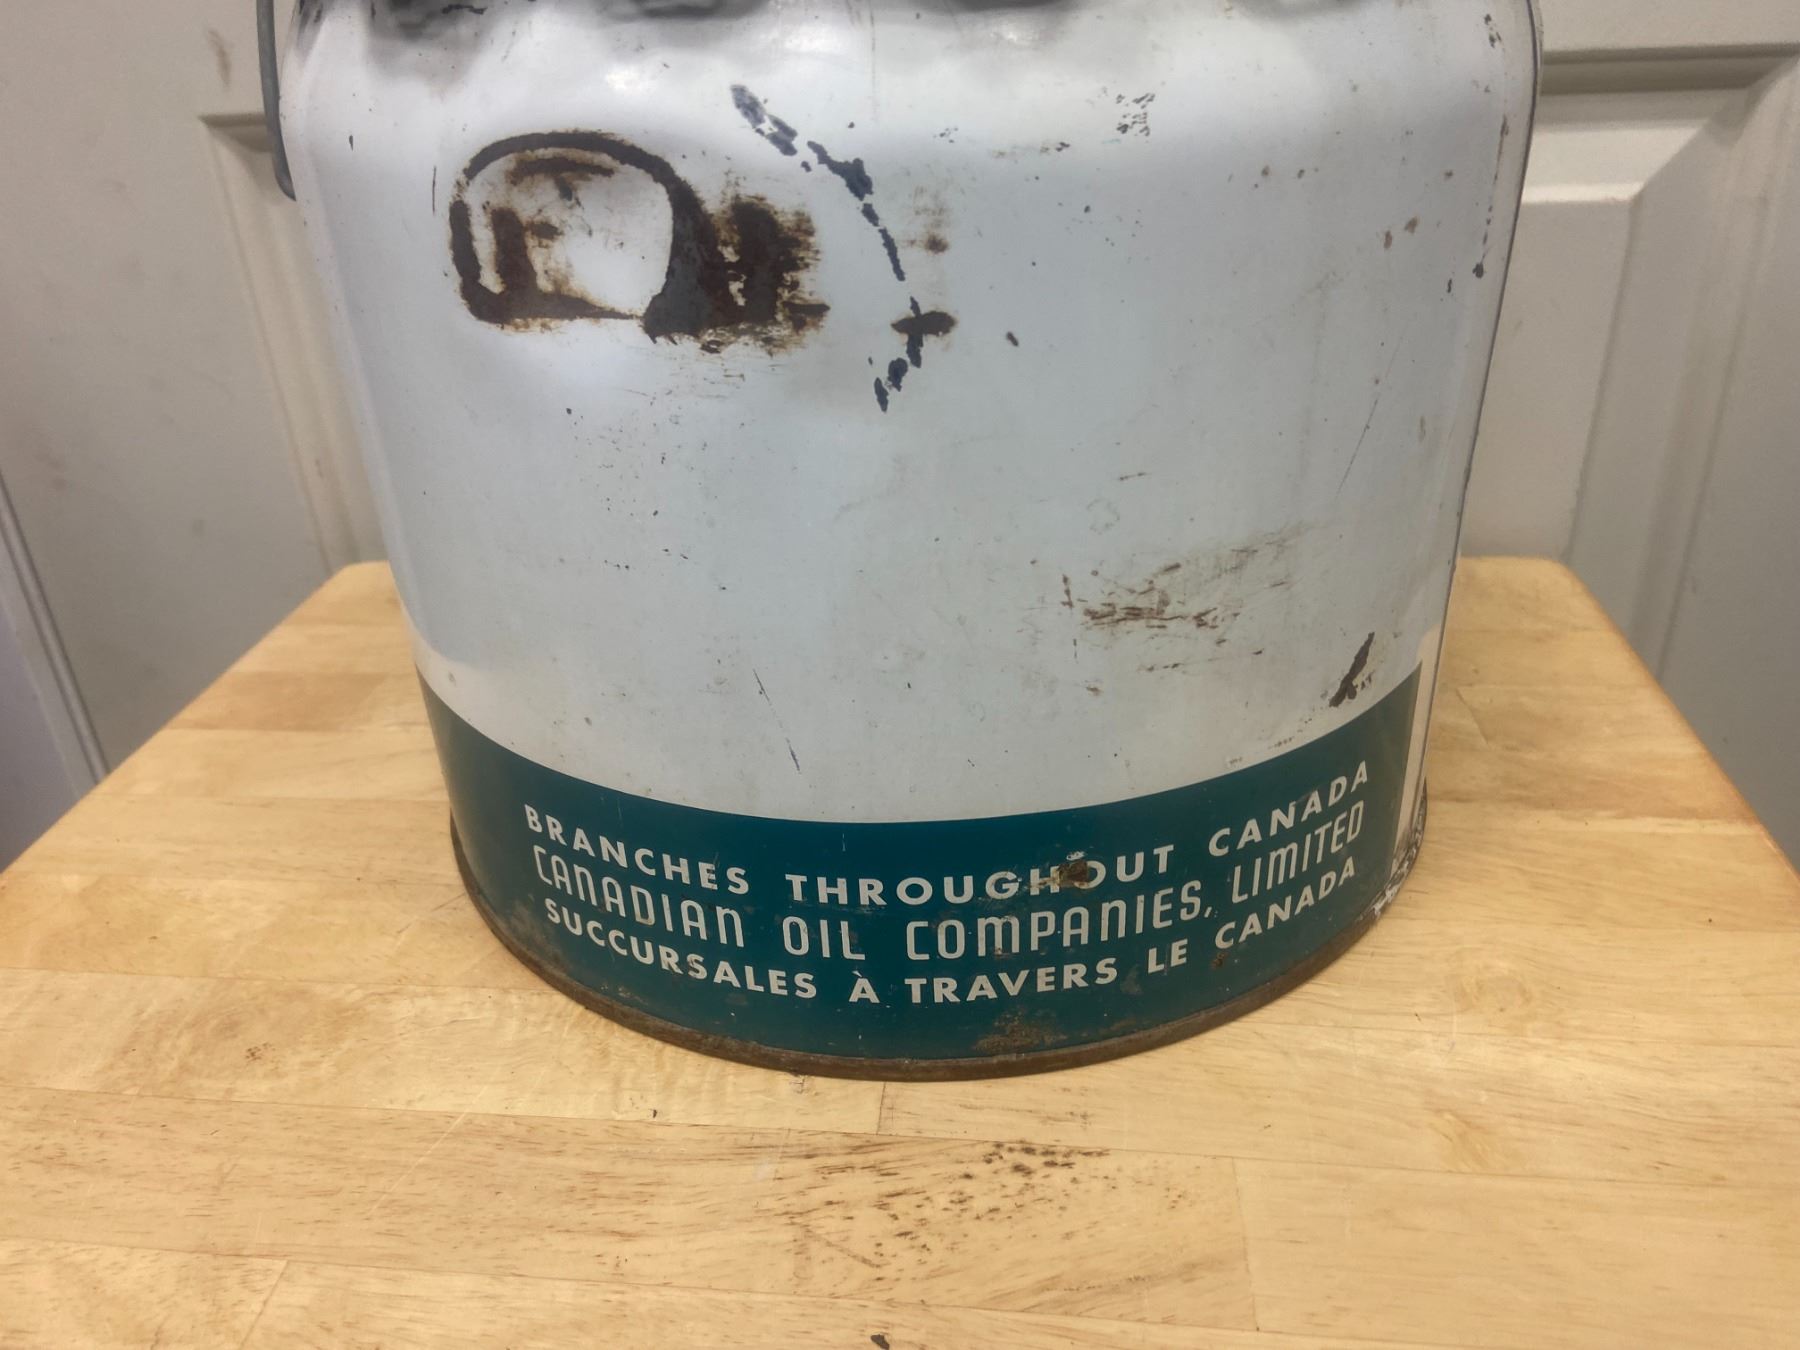 BRANCHES THROUGHOUT CANADA
CANADIAN OIL COMPANIES, LIMITED
SUCCURSALES À TRAVERS LE CANADA